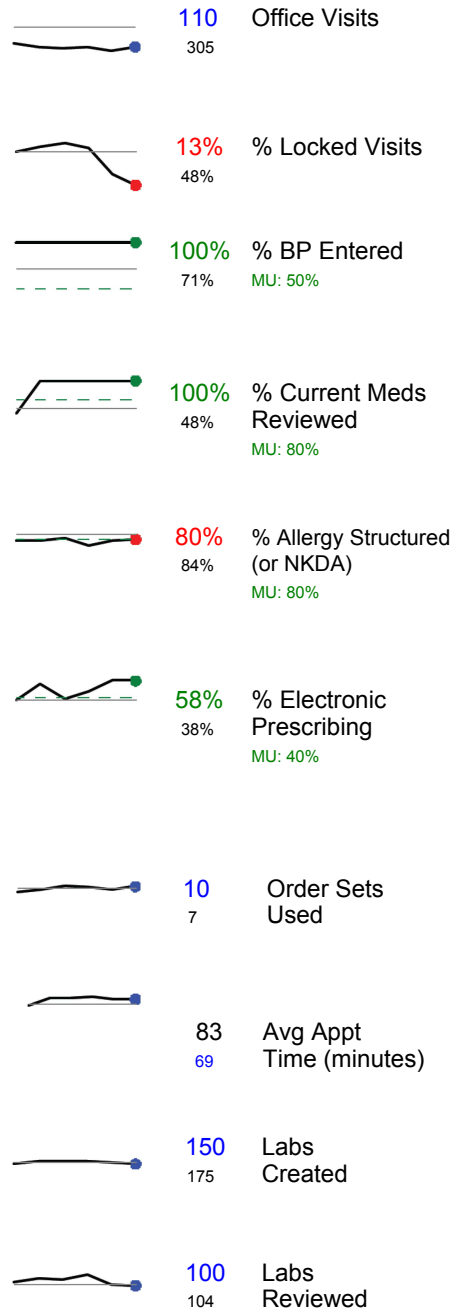 110 Office Visits
305
13% % Locked Visits
48%
100% % BP Entered
71% MU: 50%
100% % Current Meds
48% Reviewed
MU: 80%
80% % Allergy Structured
84% (or NKDA)
MU: 80%
58% % Electronic
38% Prescribing
MU: 40%
10 Order Sets
7 Used
83 Avg Appt
69 Time (minutes)
150 Labs
175 Created
100 Labs
104 Reviewed